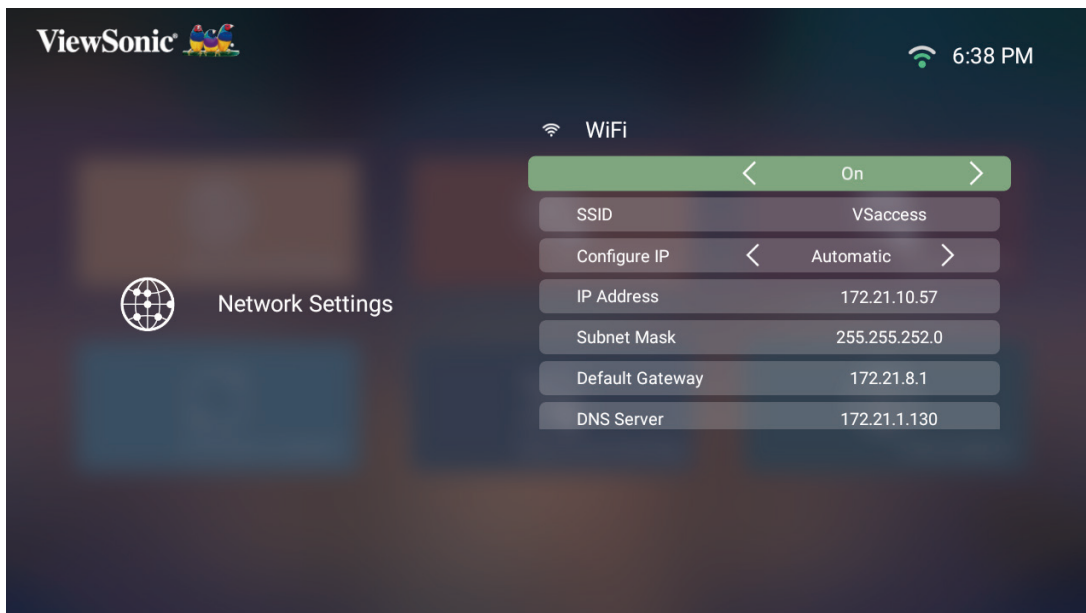 ViewSonic
6:38 PM
WiFi
On
SSID VSaccess
Configure IP Automatic
IP Address 172.21.10.57
Network Settings
Subnet Mask 255.255.252.0
Default Gateway 172.21.8.1
DNS Server 172.21.1.130